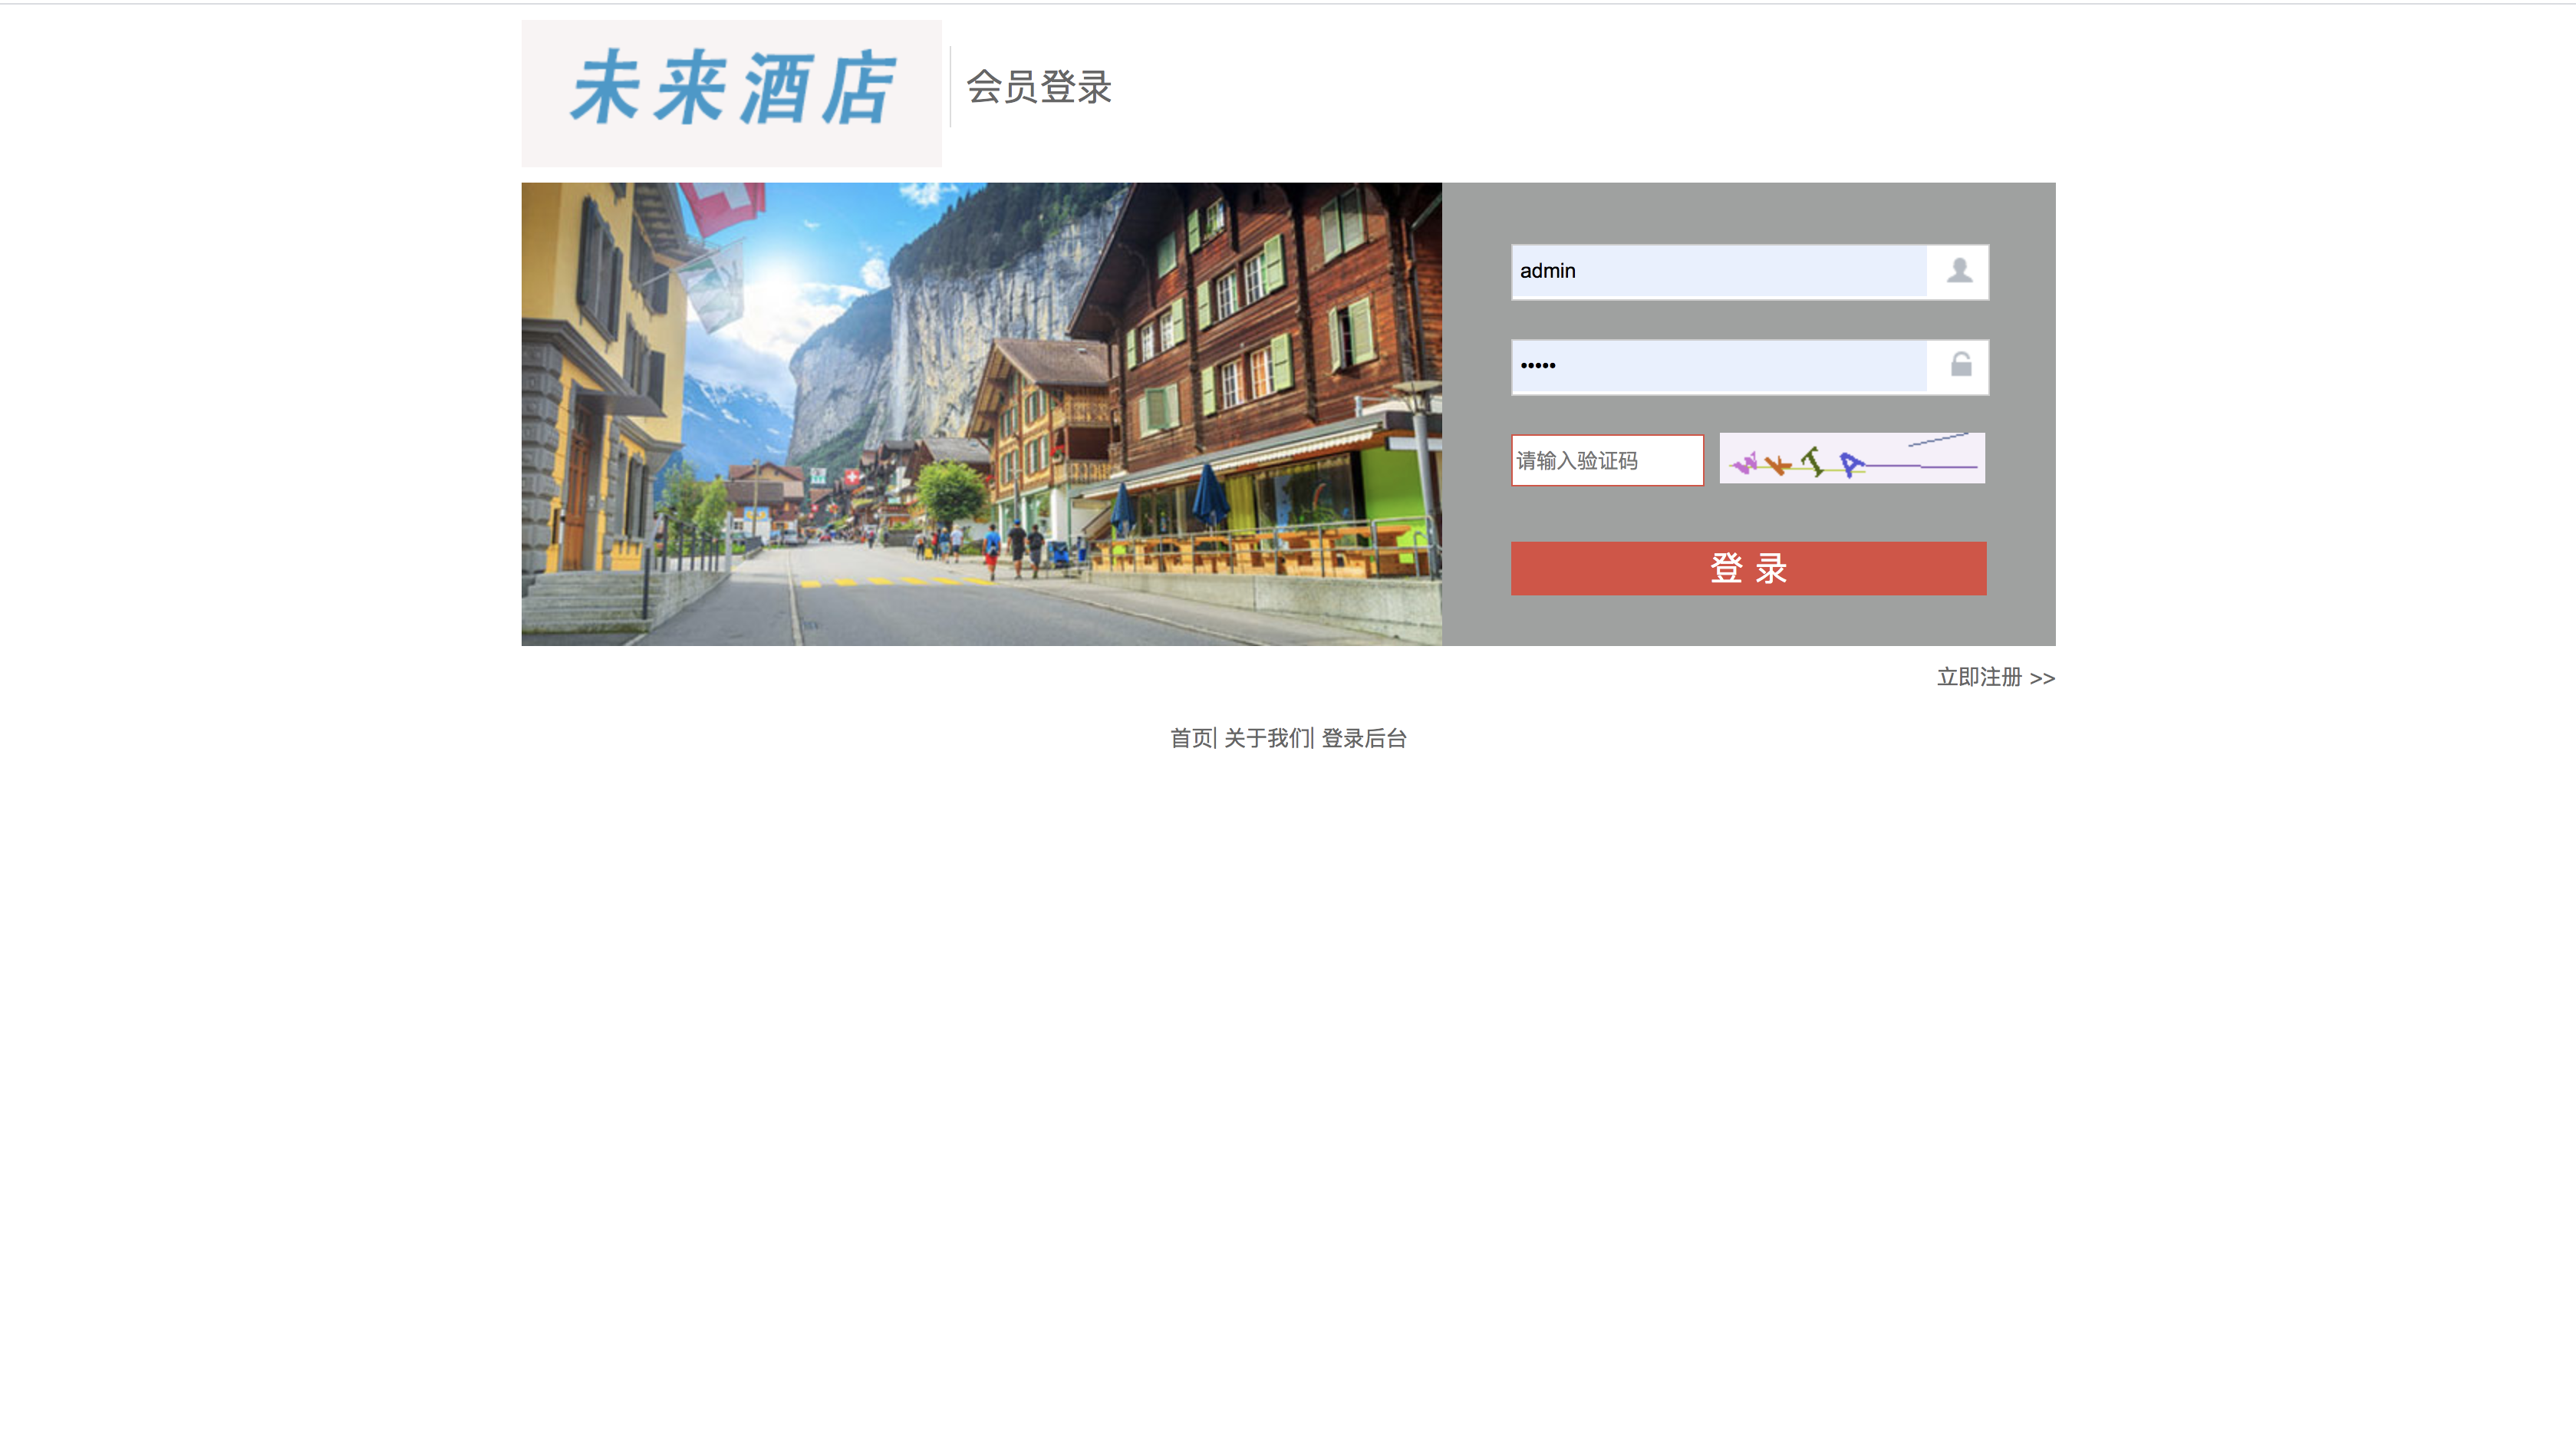 未来酒店
会员登录
admin
•••••
请输入验证码
登 录
立即注册 >>
首页| 关于我们| 登录后台